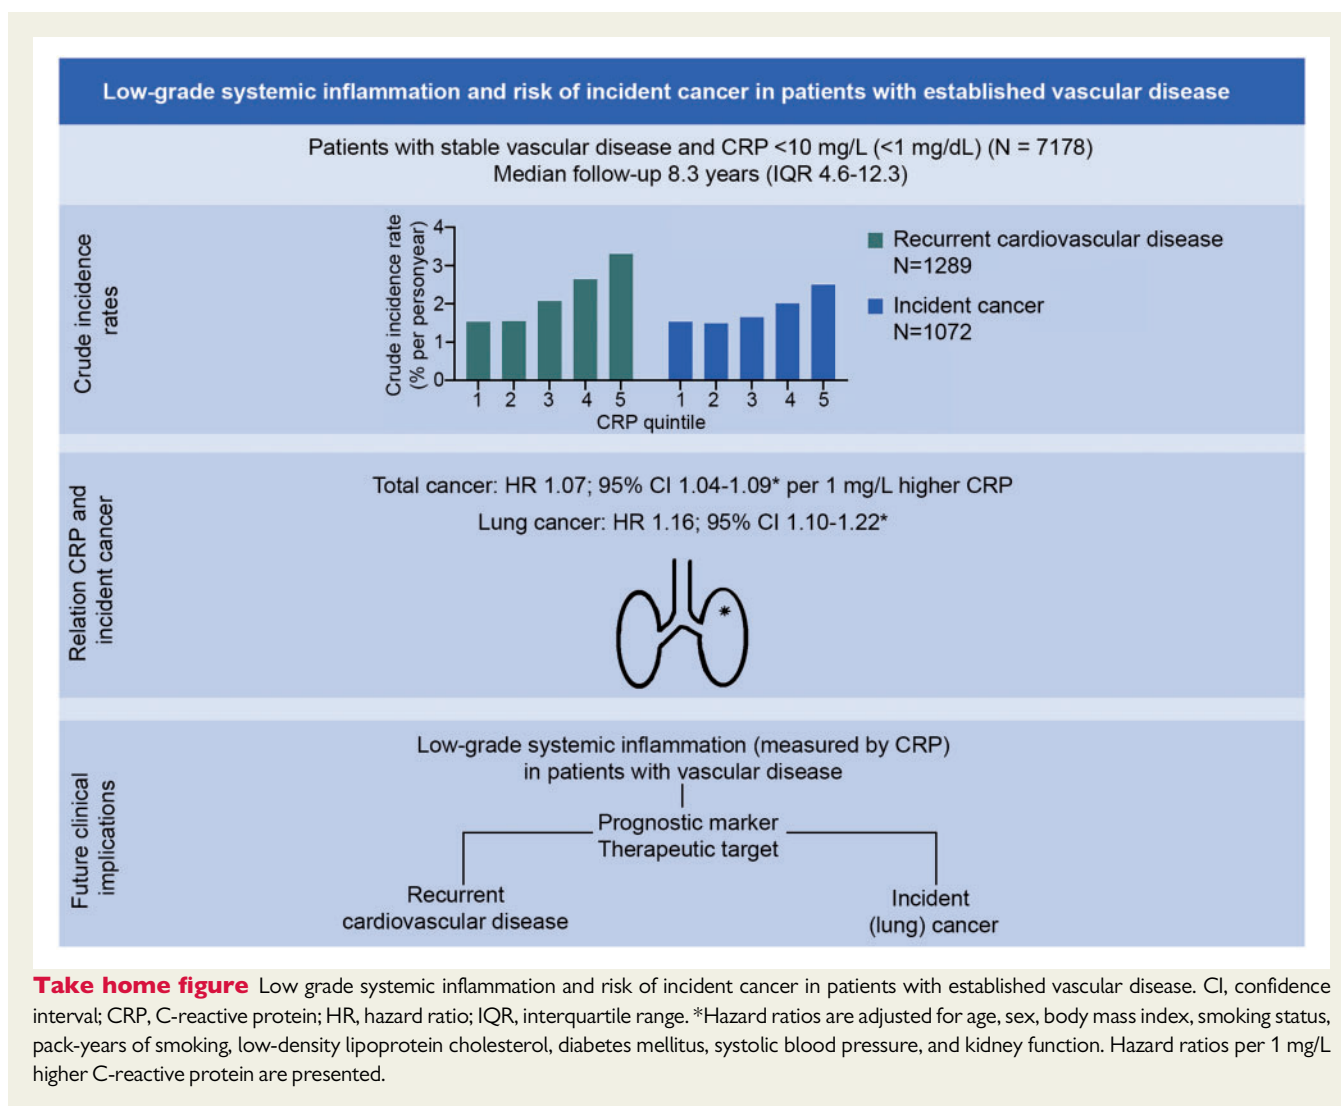 Low-grade systemic inflammation and risk of incident cancer in patients with established vascular disease
Patients with stable vascular disease and CRP <10 mg/L (<1 mg/dL) (N = 7178)
Median follow-up 8.3 years (IQR 4.6-12.3)
Crude incidence
rates
Crude incidence rate
(% per personyear)
4
3
2
1
0
1 2 3 4 5
1 2 3 4 5
CRP quintile
Recurrent cardiovascular disease
N=1289
Incident cancer
N=1072
Relation CRP and
incident cancer
Total cancer: HR 1.07; 95% CI 1.04-1.09* per 1 mg/L higher CRP
Lung cancer: HR 1.16; 95% CI 1.10-1.22*
*
Future clinical
implications
Low-grade systemic inflammation (measured by CRP)
in patients with vascular disease
Prognostic marker
Therapeutic target
Recurrent
cardiovascular disease
Incident
(lung) cancer
Take home figure Low grade systemic inflammation and risk of incident cancer in patients with established vascular disease. CI, confidence
interval; CRP, C-reactive protein; HR, hazard ratio; IQR, interquartile range. *Hazard ratios are adjusted for age, sex, body mass index, smoking status,
pack-years of smoking, low-density lipoprotein cholesterol, diabetes mellitus, systolic blood pressure, and kidney function. Hazard ratios per 1 mg/L
higher C-reactive protein are presented.